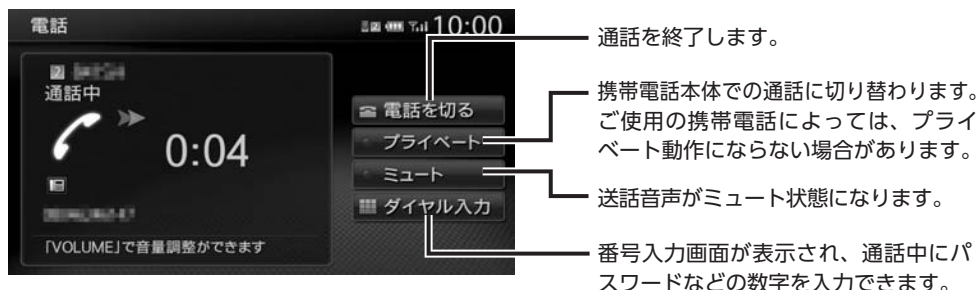 電話
10:00
2
通話中
0:04
電話を切る
プライベート
ミュート
ダイヤル入力
「VOLUME」で音量調整ができます
通話を終了します。
携帯電話本体での通話に切り替わります。
ご使用の携帯電話によっては、プライ
ベート動作にならない場合があります。
送話音声がミュート状態になります。
番号入力画面が表示され、通話中にパ
スワードなどの数字を入力できます。